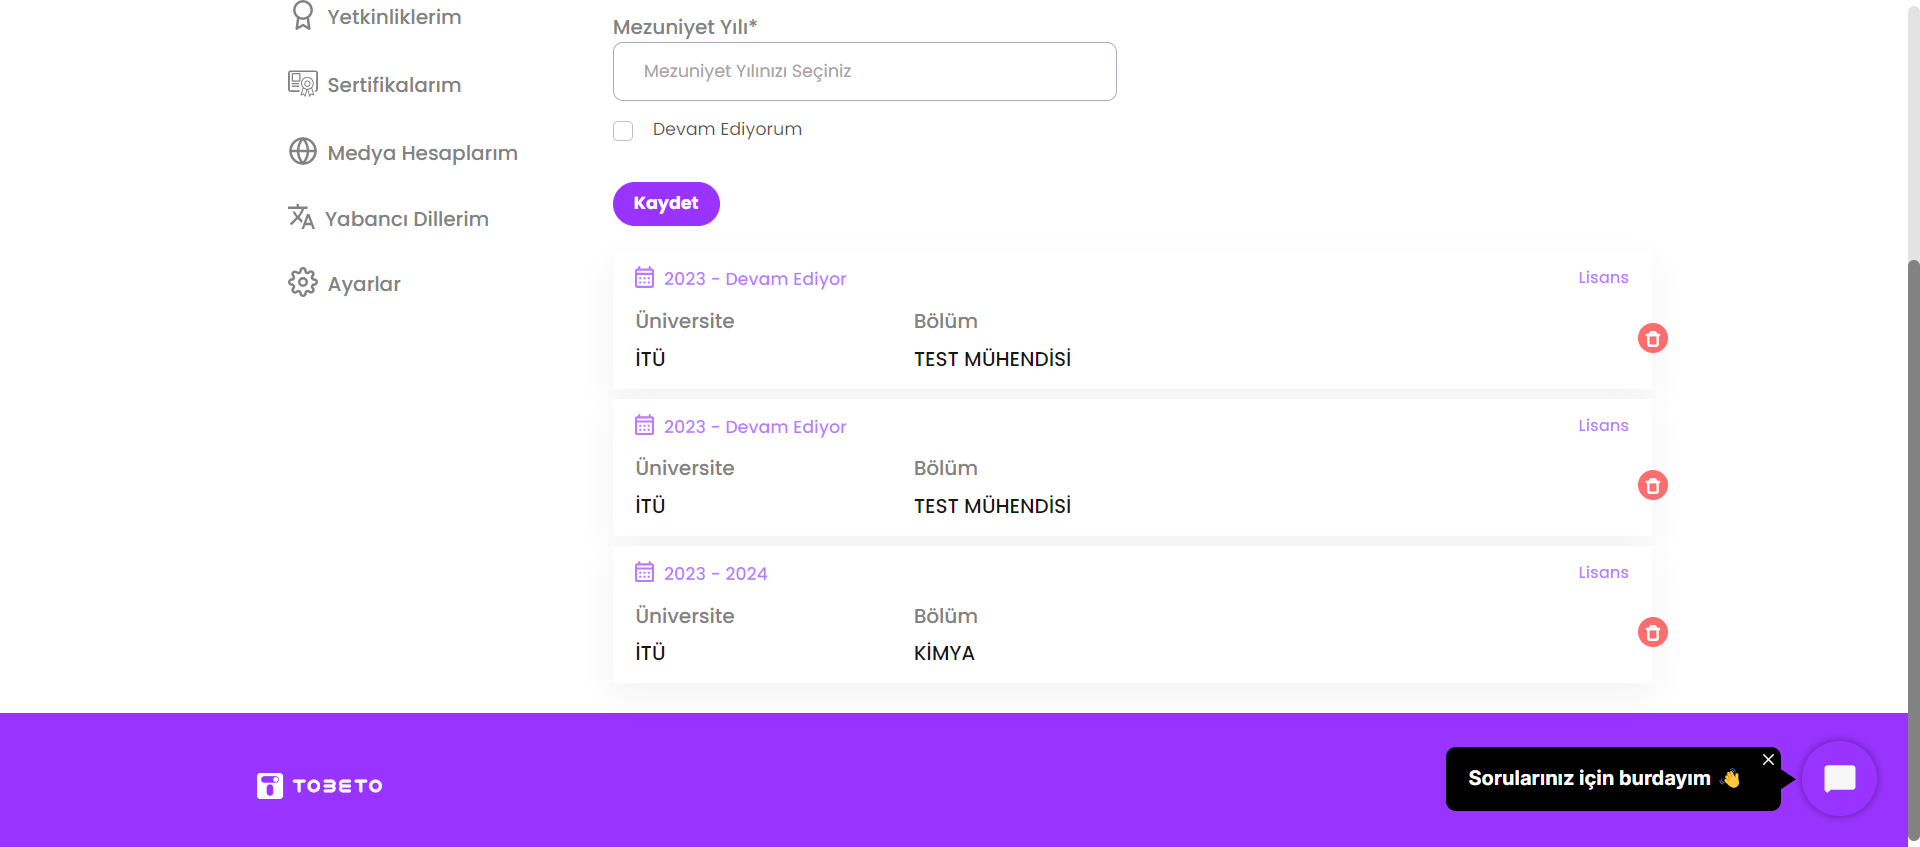 Yetkinliklerim
Sertifikalarım
Medya Hesaplarım
Yabancı Dillerim
Ayarlar
Mezuniyet Yılı*
Mezuniyet Yılınızı Seçiniz
Devam Ediyorum
Kaydet
2023 - Devam Ediyor
Lisans
Üniversite Bölüm
İTÜ TEST MÜHENDİSİ
2023 - Devam Ediyor
Lisans
Üniversite Bölüm
İTÜ TEST MÜHENDİSİ
2023 - 2024
Lisans
Üniversite Bölüm
İTÜ KİMYA
TOBETO
Sorularınız için burdayım 👋